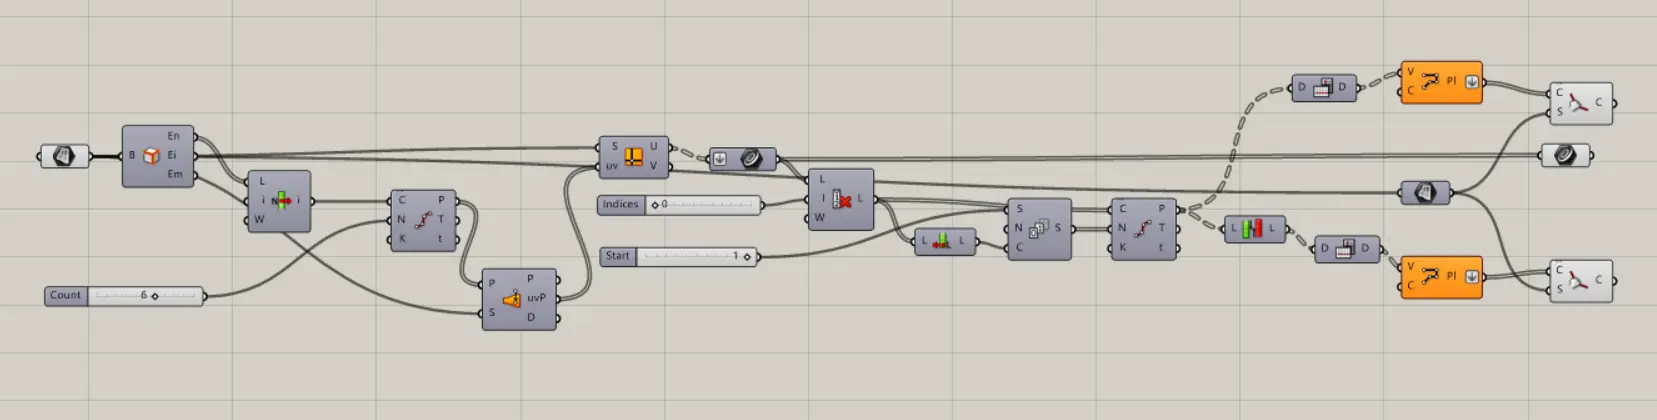 B En
Ei
Em
L
i N i
W
C P
N T
K t
Count 6
P P
uvP
S D
S U
uv V
Indices 0
Start 1
L
I L
W
L L
S
N S
C
C P
N T
K t
D D
L L
D D
V
Pl
C
V
Pl
C
C
S C
C
S C